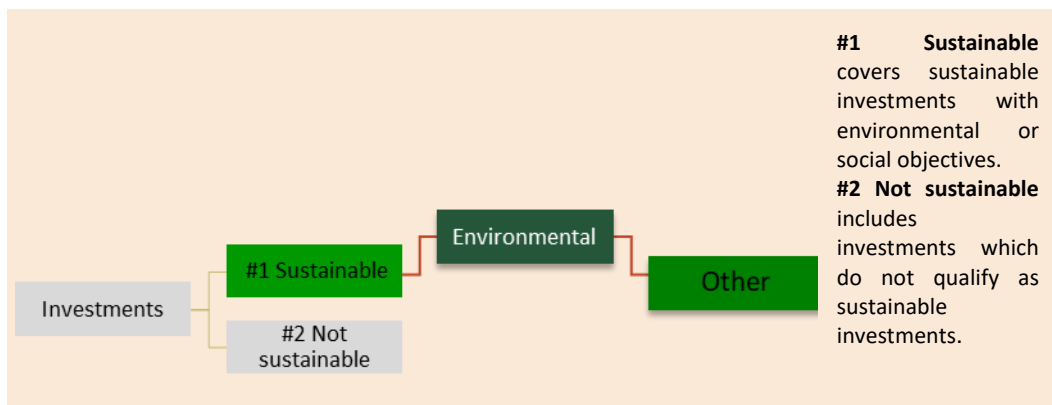 Investments
#1 Sustainable
#2 Not
sustainable
Environmental
Other
#1 Sustainable
covers sustainable
investments with
environmental or
social objectives.
#2 Not sustainable
includes
investments which
do not qualify as
sustainable
investments.